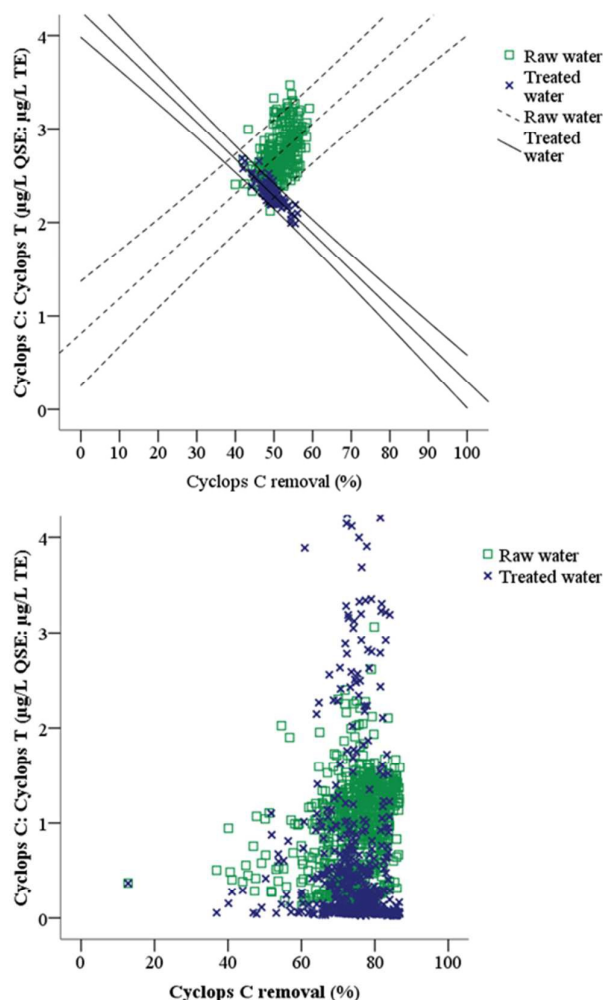 Cyclops C: Cyclops T (µg/L QSE: µg/L TE)
4
3
2
1
0
0 10 20 30 40 50 60 70 80 90 100
Cyclops C removal (%)
Raw water
Treated
water
Raw water
Treated
water
Cyclops C: Cyclops T (µg/L QSE: µg/L TE)
4
3
2
1
0
0 20 40 60 80 100
Cyclops C removal (%)
Raw water
Treated water